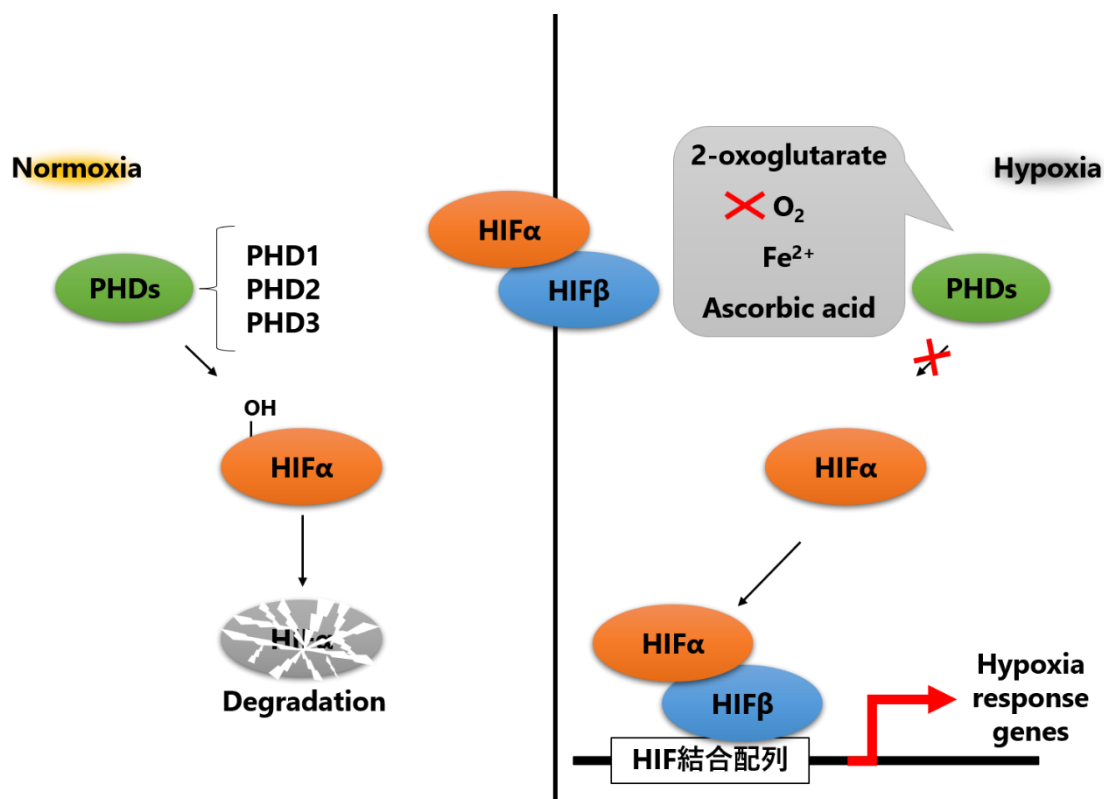 Normoxia
PHDs
PHD1
PHD2
PHD3
OH
HIFα
HIFα
Degradation
HIFα
HIFβ
Hypoxia
2-oxoglutarate
O₂
Fe²⁺
Ascorbic acid
PHDs
HIFα
HIFα
HIFβ
HIF結合配列
Hypoxia
response
genes